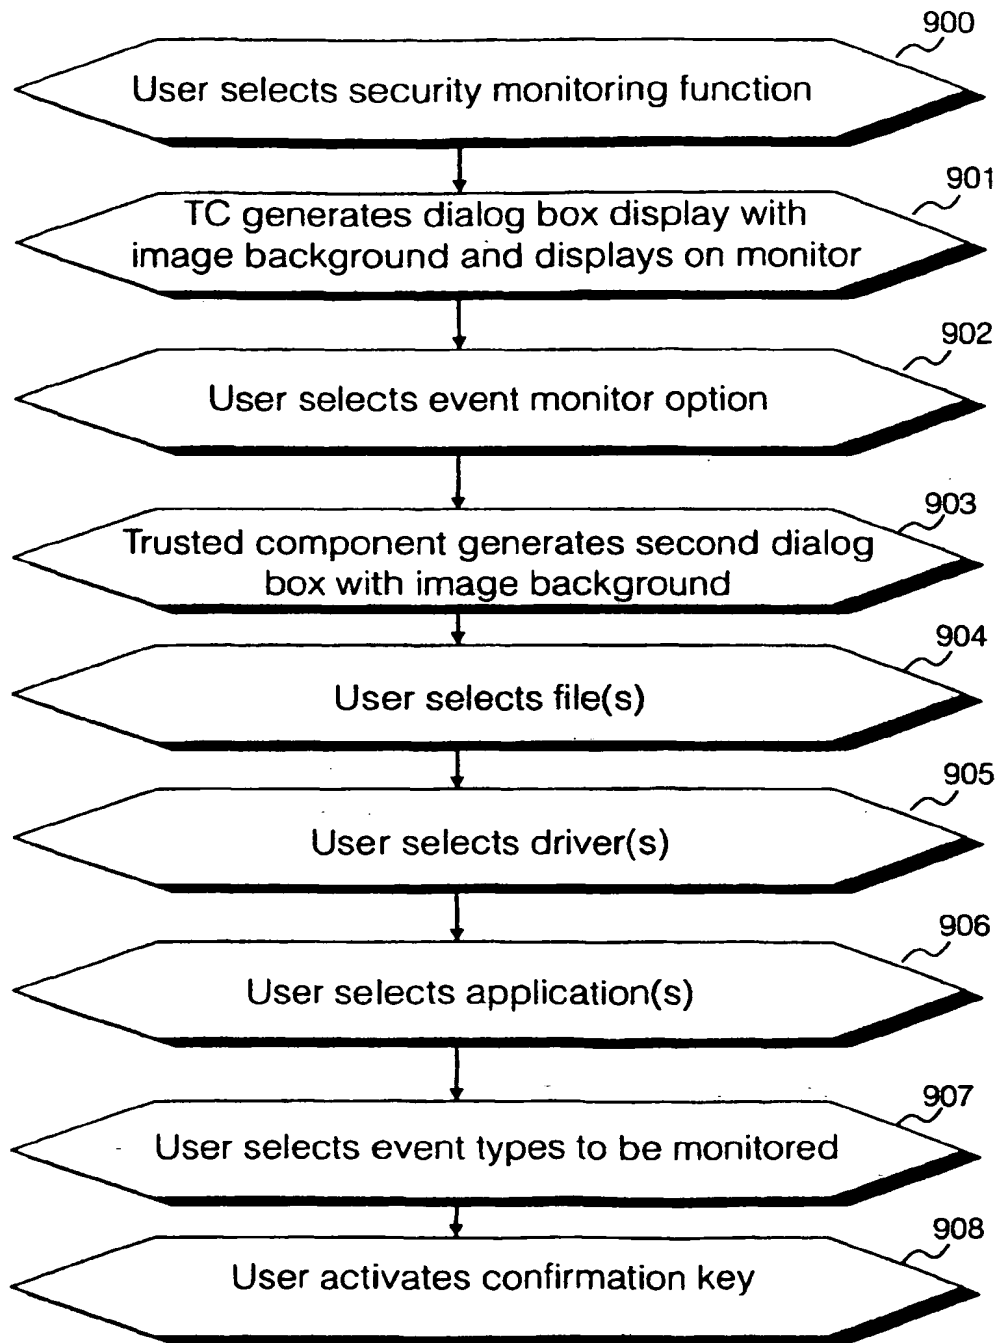 900
User selects security monitoring function
901
TC generates dialog box display with
image background and displays on monitor
902
User selects event monitor option
903
Trusted component generates second dialog
box with image background
904
User selects file(s)
905
User selects driver(s)
906
User selects application(s)
907
User selects event types to be monitored
908
User activates confirmation key